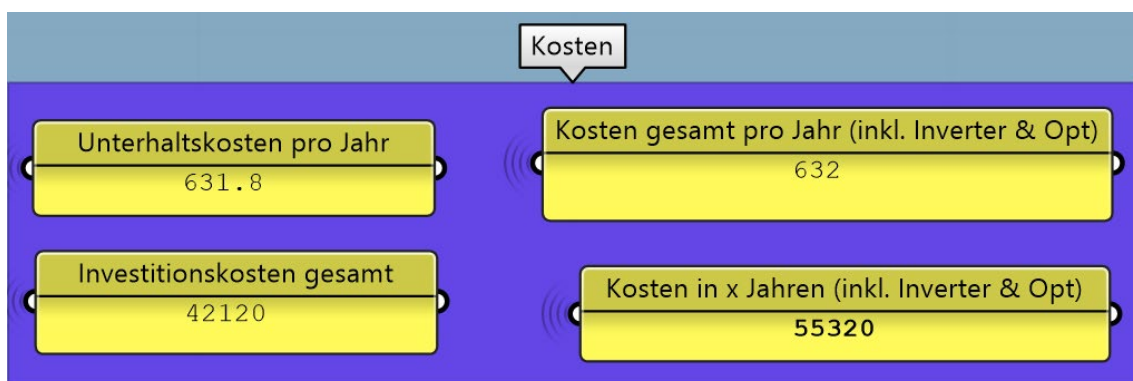 Kosten
Unterhaltskosten pro Jahr
631.8
Kosten gesamt pro Jahr (inkl. Inverter & Opt)
632
Investitionskosten gesamt
42120
Kosten in x Jahren (inkl. Inverter & Opt)
55320